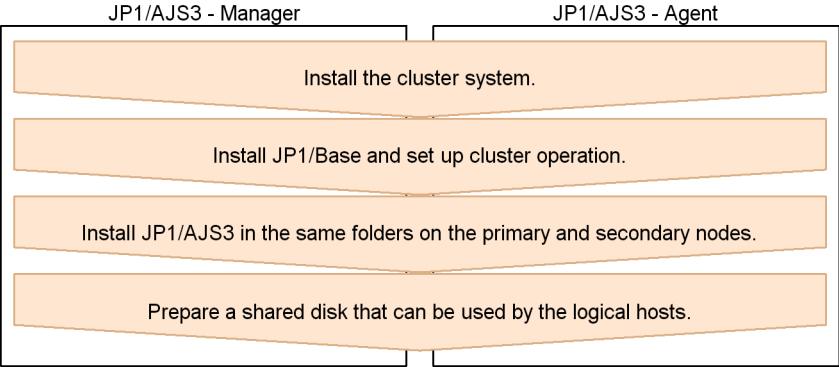 JP1/AJS3 - Manager
JP1/AJS3 - Agent
Install the cluster system.
Install JP1/Base and set up cluster operation.
Install JP1/AJS3 in the same folders on the primary and secondary nodes.
Prepare a shared disk that can be used by the logical hosts.